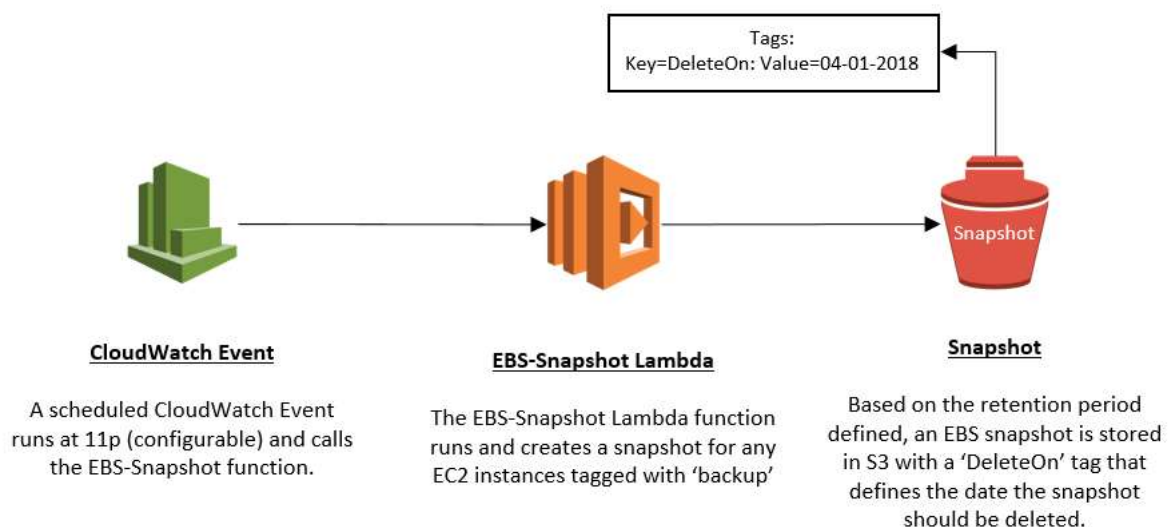 Tags:
Key=DeleteOn: Value=04-01-2018
Snapshot
CloudWatch Event
A scheduled CloudWatch Event
runs at 11p (configurable) and calls
the EBS-Snapshot function.
EBS-Snapshot Lambda
The EBS-Snapshot Lambda function
runs and creates a snapshot for any
EC2 instances tagged with ‘backup’
Snapshot
Based on the retention period
defined, an EBS snapshot is stored
in S3 with a ‘DeleteOn’ tag that
defines the date the snapshot
should be deleted.